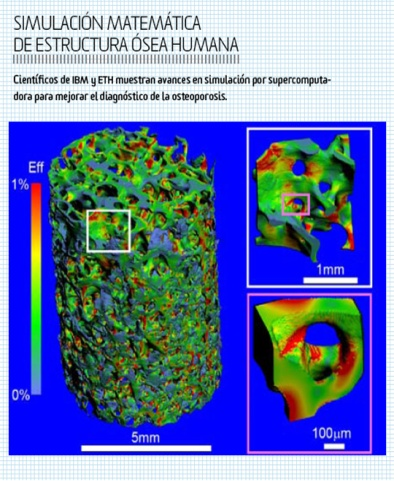 SIMULACIÓN MATEMÁTICA
DE ESTRUCTURA ÓSEA HUMANA
Científicos de IBM y ETH muestran avances en simulación por supercomputa-
dora para mejorar el diagnóstico de la osteoporosis.
Eff
1%
0%
5mm
1mm
100µm